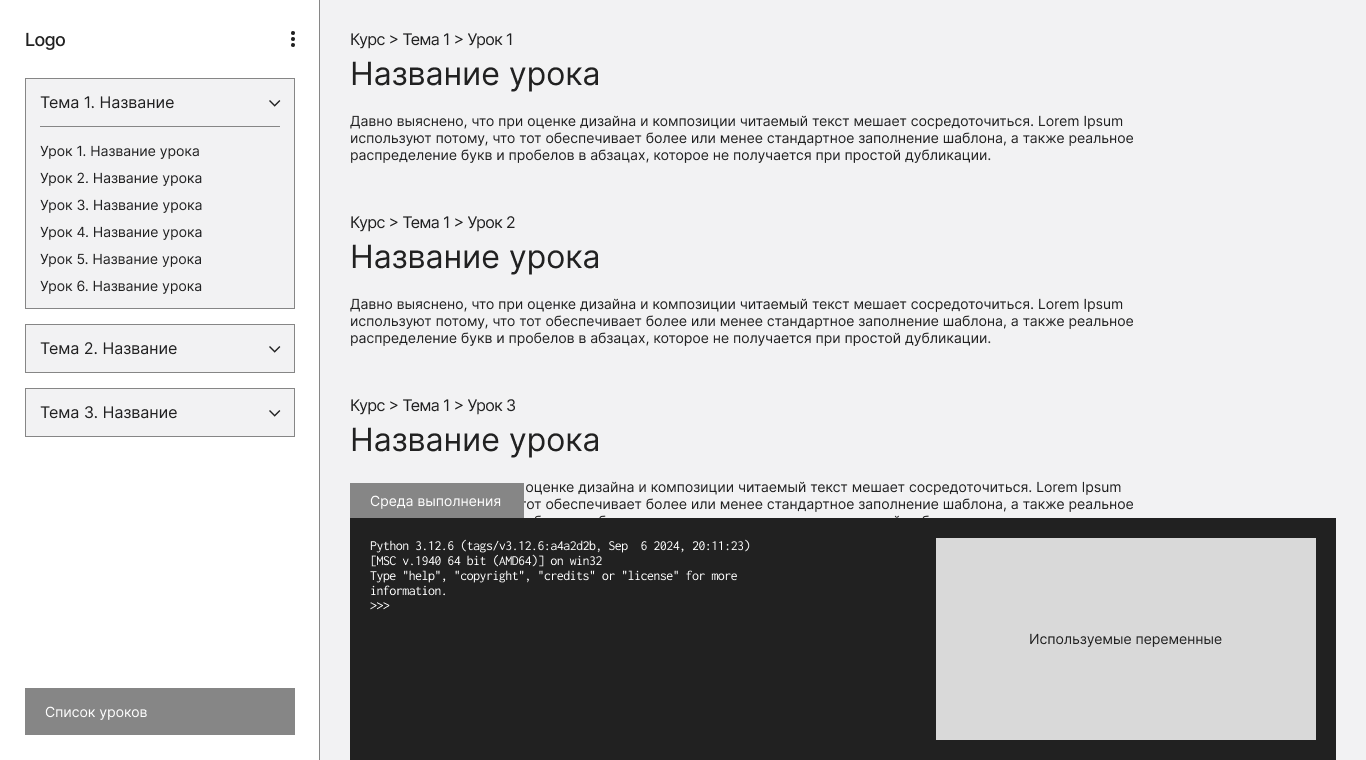 Logo
Тема 1. Название
Урок 1. Название урока
Урок 2. Название урока
Урок 3. Название урока
Урок 4. Название урока
Урок 5. Название урока
Урок 6. Название урока
Тема 2. Название
Тема 3. Название
Список уроков
Курс > Тема 1 > Урок 1
Название урока
Давно выяснено, что при оценке дизайна и композиции читаемый текст мешает сосредоточиться. Lorem Ipsum
используют потому, что тот обеспечивает более или менее стандартное заполнение шаблона, а также реальное
распределение букв и пробелов в абзацах, которое не получается при простой дубликации.
Курс > Тема 1 > Урок 2
Название урока
Давно выяснено, что при оценке дизайна и композиции читаемый текст мешает сосредоточиться. Lorem Ipsum
используют потому, что тот обеспечивает более или менее стандартное заполнение шаблона, а также реальное
распределение букв и пробелов в абзацах, которое не получается при простой дубликации.
Курс > Тема 1 > Урок 3
Название урока
оценке дизайна и композиции читаемый текст мешает сосредоточиться. Lorem Ipsum
тот обеспечивает более или менее стандартное заполнение шаблона, а также реальное
Среда выполнения
Python 3.12.6 (tags/v3.12.6:a4a2d2b, Sep  6 2024, 20:11:23)
[MSC v.1940 64 bit (AMD64)] on win32
Type "help", "copyright", "credits" or "license" for more
information.
>>>
Используемые переменные